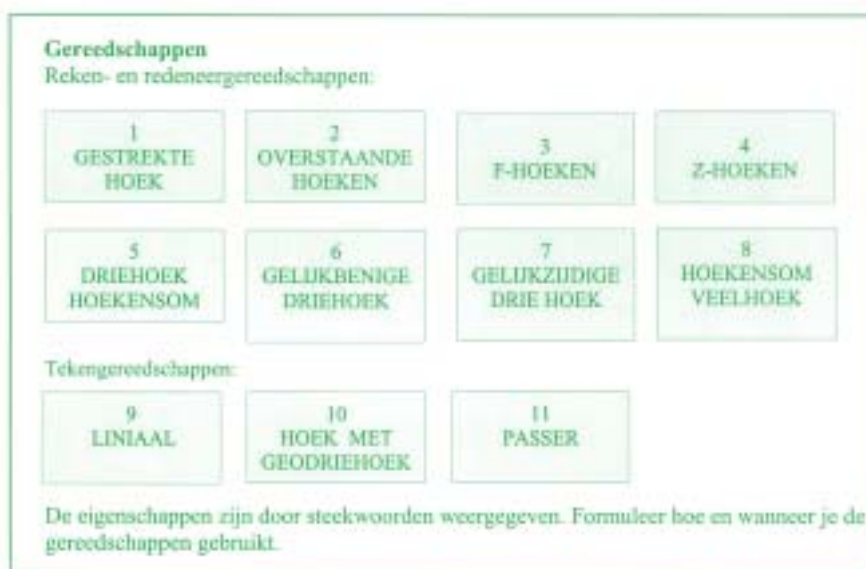 Gereedschappen
Reken- en redeneergereedschappen:
1
GESTREKTE
HOEK
2
OVERSTAANDE
HOEKEN
3
F-HOEKEN
4
Z-HOEKEN
5
DRIEHOEK
HOEKENSOM
6
GELIJKBENIGE
DRIEHOEK
7
GELIJKZIJDIGE
DRIE HOEK
8
HOEKENSOM
VEELHOEK
Tekengereedschappen:
9
LINIAAL
10
HOEK MET
GEODRIEHOEK
11
PASSER
De eigenschappen zijn door steekwoorden weergegeven. Formuleer hoe en wanneer je de
gereedschappen gebruikt.